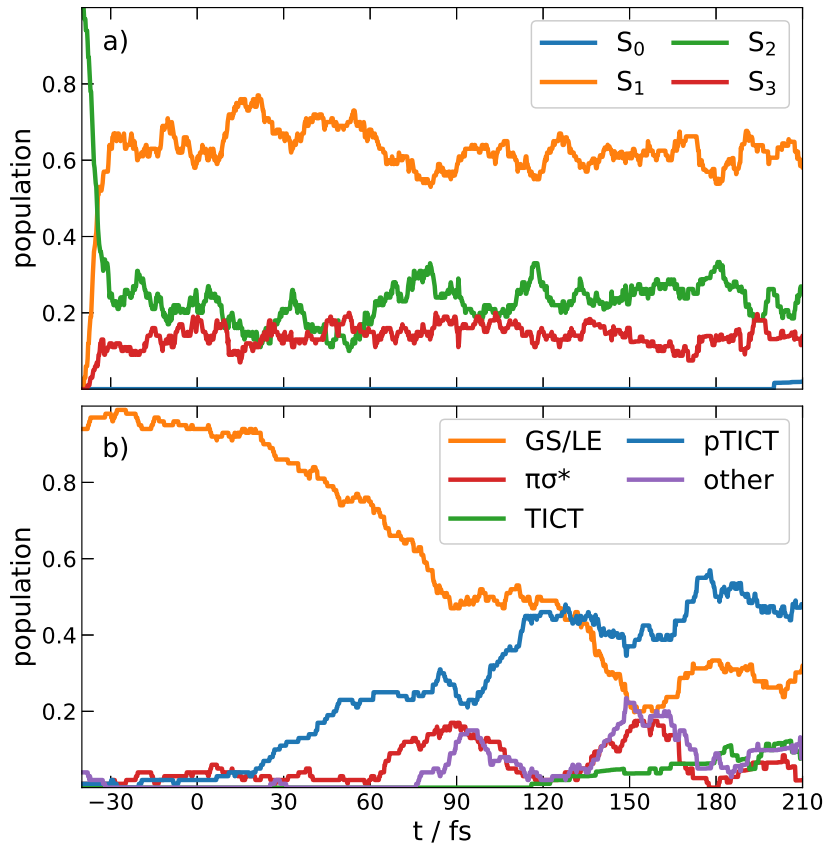 a)
S₀
S₂
S₁
S₃
0.8
0.6
0.4
0.2
population
b)
GS/LE
pTICT
πσ*
other
TICT
0.8
0.6
0.4
0.2
population
−30 0 30 60 90 120 150 180 210
t / fs